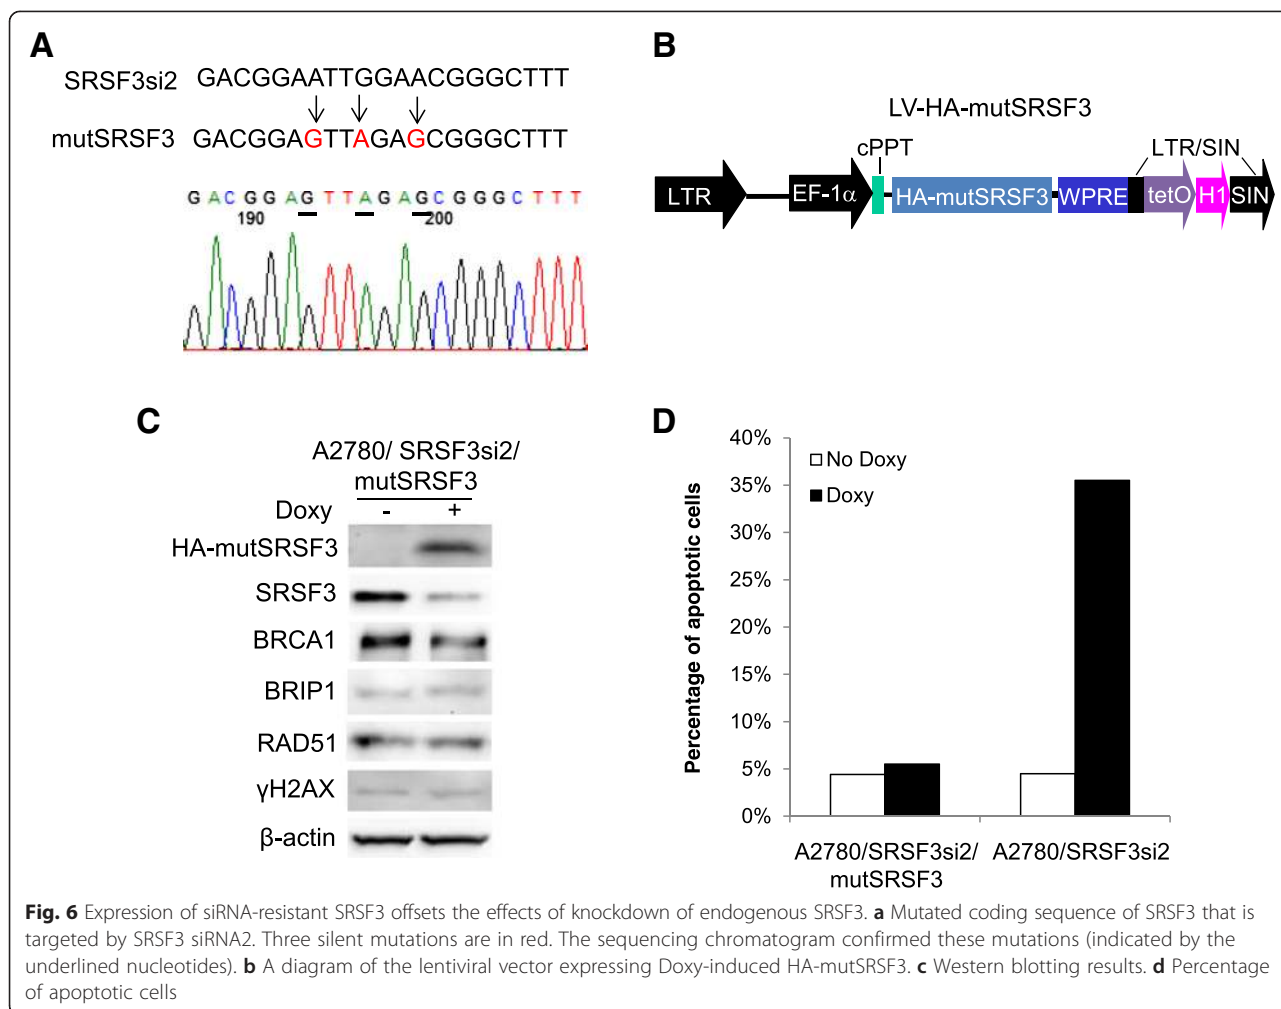 A
SRSF3si2 GACGGAATTGGAACGGGCTTT
mutSRSF3 GACGGAGTTAGAGCGGGCTTT
G A C G G A G T T A G A G C G G G C T T T
190 200
B
LV-HA-mutSRSF3
cPPT LTR/SIN
LTR EF-1α HA-mutSRSF3 WPRE tetO H1 SIN
C
A2780/ SRSF3si2/
mutSRSF3
Doxy - +
HA-mutSRSF3
SRSF3
BRCA1
BRIP1
RAD51
γH2AX
β-actin
D
No Doxy
Doxy
Percentage of apoptotic cells
40%
35%
30%
25%
20%
15%
10%
5%
0%
A2780/SRSF3si2/ A2780/SRSF3si2
mutSRSF3
Fig. 6 Expression of siRNA-resistant SRSF3 offsets the effects of knockdown of endogenous SRSF3. a Mutated coding sequence of SRSF3 that is
targeted by SRSF3 siRNA2. Three silent mutations are in red. The sequencing chromatogram confirmed these mutations (indicated by the
underlined nucleotides). b A diagram of the lentiviral vector expressing Doxy-induced HA-mutSRSF3. c Western blotting results. d Percentage
of apoptotic cells